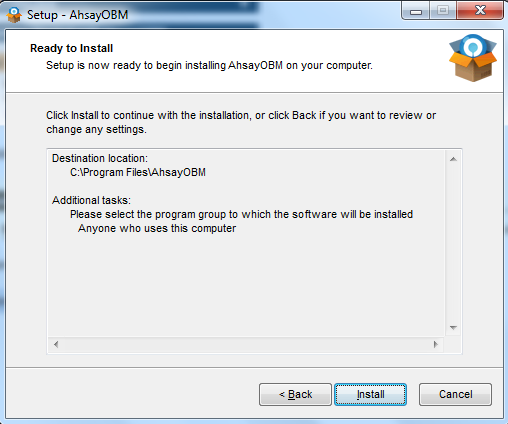 Setup - AhsayOBM
Ready to Install
Setup is now ready to begin installing AhsayOBM on your computer.
Click Install to continue with the installation, or click Back if you want to review or
change any settings.
Destination location:
C:\Program Files\AhsayOBM
Additional tasks:
Please select the program group to which the software will be installed
Anyone who uses this computer
< Back
Install
Cancel